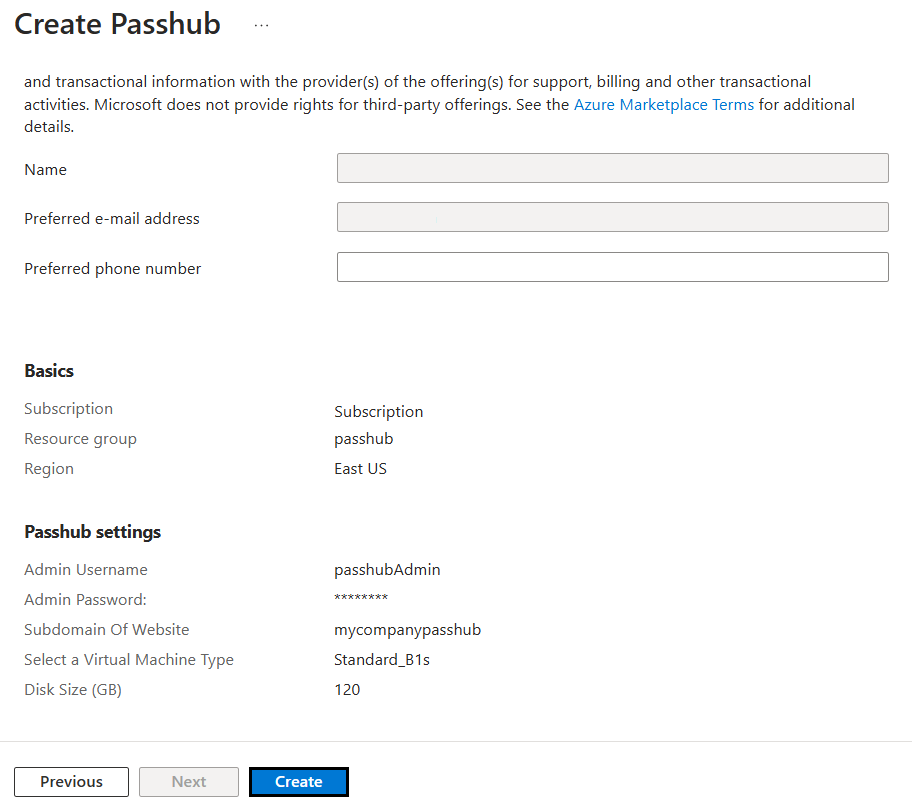 Create Passhub ...
and transactional information with the provider(s) of the offering(s) for support, billing and other transactional
activities. Microsoft does not provide rights for third-party offerings. See the Azure Marketplace Terms for additional
details.
Name
Preferred e-mail address
Preferred phone number
Basics
Subscription Subscription
Resource group passhub
Region East US
Passhub settings
Admin Username passhubAdmin
Admin Password: ********
Subdomain Of Website mycompanypasshub
Select a Virtual Machine Type Standard_B1s
Disk Size (GB) 120
Previous Next Create